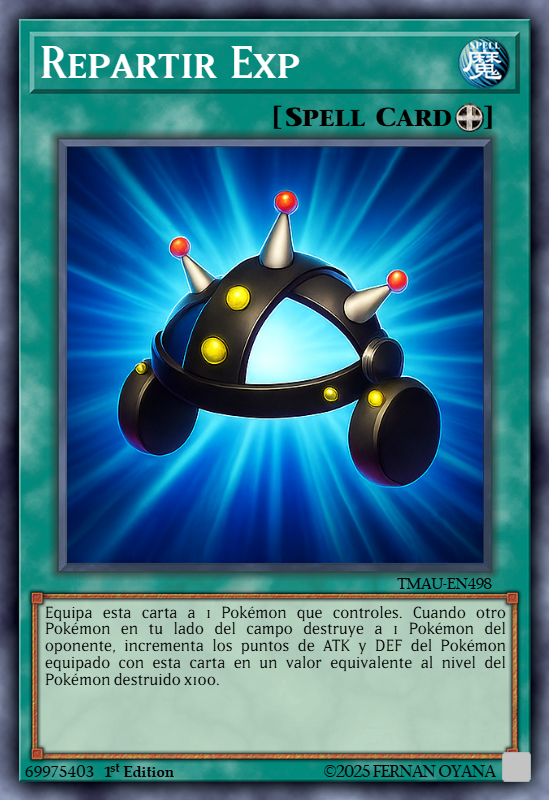 Repartir Exp
SPELL
魔
[Spell Card]
TMAU-EN498
Equipa esta carta a 1 Pokémon que controles. Cuando otro
Pokémon en tu lado del campo destruye a 1 Pokémon del
oponente, incrementa los puntos de ATK y DEF del Pokémon
equipado con esta carta en un valor equivalente al nivel del
Pokémon destruido x100.
69975403 1st Edition ©2025 FERNAN OYANA